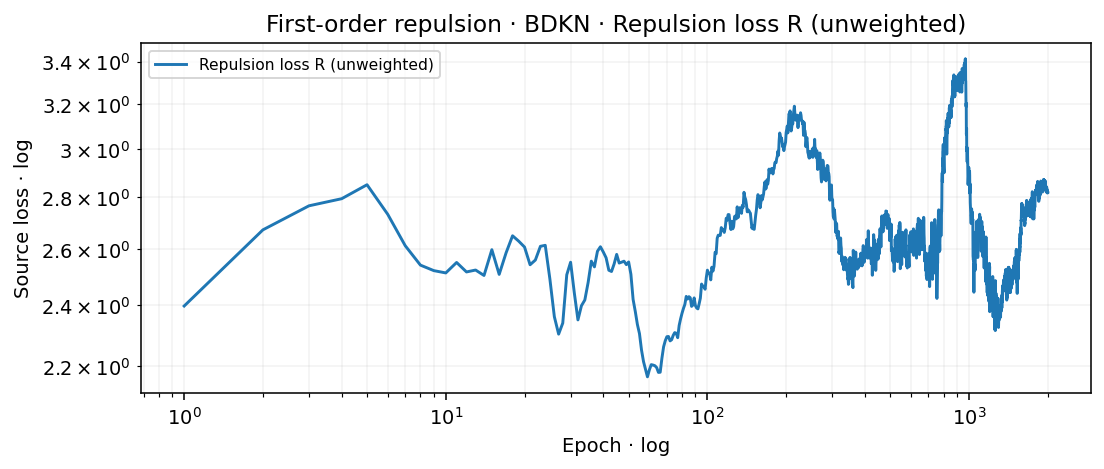 First-order repulsion · BDKN · Repulsion loss R (unweighted)
Repulsion loss R (unweighted)
Source loss · log
3.4 × 10⁰
3.2 × 10⁰
3 × 10⁰
2.8 × 10⁰
2.6 × 10⁰
2.4 × 10⁰
2.2 × 10⁰
10⁰ 10¹ 10² 10³
Epoch · log